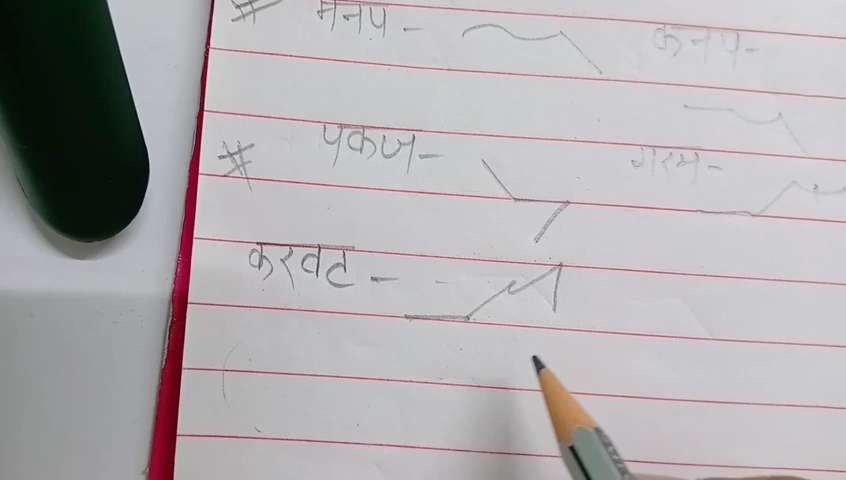 * मनप - कनप-
* पकज- गरम-
करवट -